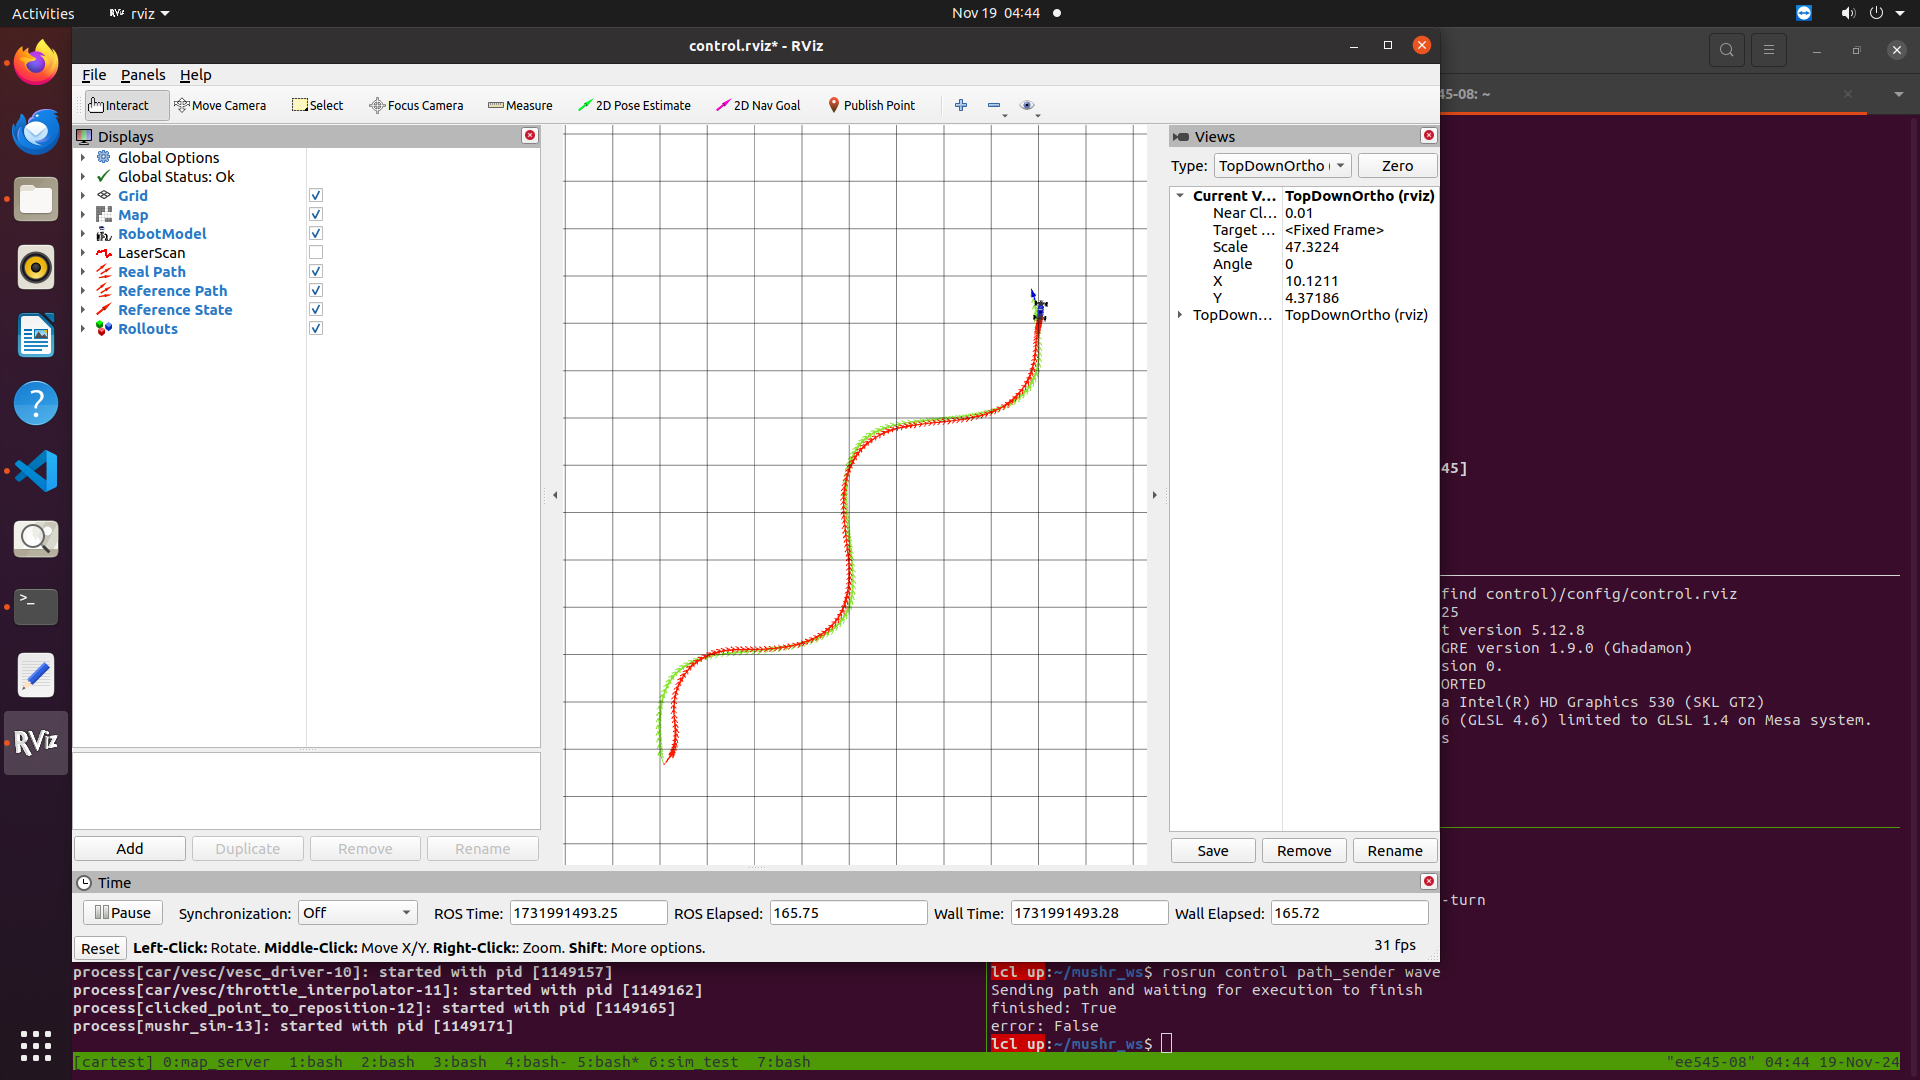 Activities
rviz
Nov 19 04:44
control.rviz* - RViz
45-08: ~
File Panels Help
Interact Move Camera Select Focus Camera Measure 2D Pose Estimate 2D Nav Goal Publish Point
Displays
Global Options
Global Status: Ok
Grid
Map
RobotModel
LaserScan
Real Path
Reference Path
Reference State
Rollouts
Add Duplicate Remove Rename
Views
Type: TopDownOrtho Zero
Current V... TopDownOrtho (rviz)
Near Cl... 0.01
Target ... <Fixed Frame>
Scale 47.3224
Angle 0
X 10.1211
Y 4.37186
TopDown... TopDownOrtho (rviz)
Save Remove Rename
45]
find control)/config/control.rviz
25
t version 5.12.8
GRE version 1.9.0 (Ghadamon)
sion 0.
ORTED
a Intel(R) HD Graphics 530 (SKL GT2)
6 (GLSL 4.6) limited to GLSL 1.4 on Mesa system.
s
-turn
RViz
Time
Pause Synchronization: Off ROS Time: 1731991493.25 ROS Elapsed: 165.75 Wall Time: 1731991493.28 Wall Elapsed: 165.72
Reset Left-Click: Rotate. Middle-Click: Move X/Y. Right-Click:: Zoom. Shift: More options. 31 fps
process[car/vesc/vesc_driver-10]: started with pid [1149157]
process[car/vesc/throttle_interpolator-11]: started with pid [1149162]
process[clicked_point_to_reposition-12]: started with pid [1149165]
process[mushr_sim-13]: started with pid [1149171]
lcl up:~/mushr_ws$ rosrun control path_sender wave
Sending path and waiting for execution to finish
finished: True
error: False
lcl up:~/mushr_ws$
[cartest] 0:map_server 1:bash 2:bash 3:bash 4:bash- 5:bash* 6:sim_test 7:bash "ee545-08" 04:44 19-Nov-24